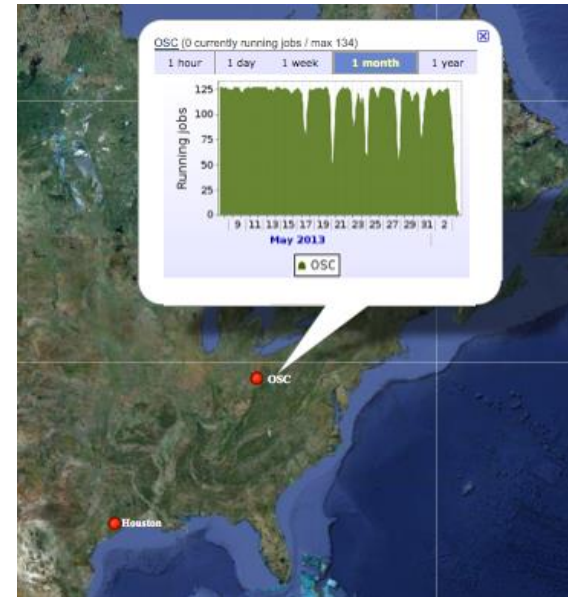 OSC (0 currently running jobs / max 134)
1 hour 1 day 1 week 1 month 1 year
Running jobs
125
100
75
50
25
0
9 11 13 15 17 19 21 23 25 27 29 31 2
May 2013
OSC
OSC
Houston